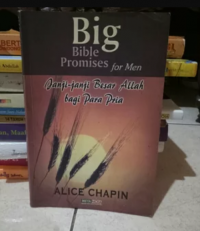 Big
Bible
Promises for Men
Janji-janji Besar Allah
bagi Para Pria
ALICE CHAPIN